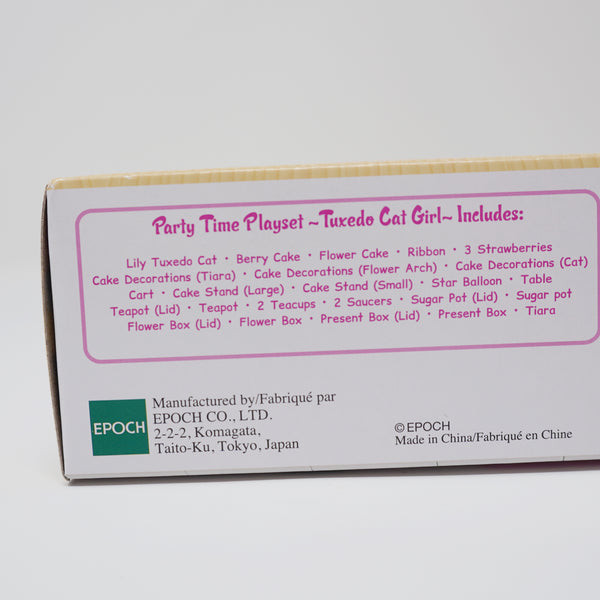 Party Time Playset ~Tuxedo Cat Girl~ Includes:
Lily Tuxedo Cat · Berry Cake · Flower Cake · Ribbon · 3 Strawberries
Cake Decorations (Tiara) · Cake Decorations (Flower Arch) · Cake Decorations (Cat)
Cart · Cake Stand (Large) · Cake Stand (Small) · Star Balloon · Table
Teapot (Lid) · Teapot · 2 Teacups · 2 Saucers · Sugar Pot (Lid) · Sugar pot
Flower Box (Lid) · Flower Box · Present Box (Lid) · Present Box · Tiara
EPOCH
Manufactured by/Fabriqué par
EPOCH CO., LTD.
2-2-2, Komagata,
Taito-Ku, Tokyo, Japan
©EPOCH
Made in China/Fabriqué en Chine